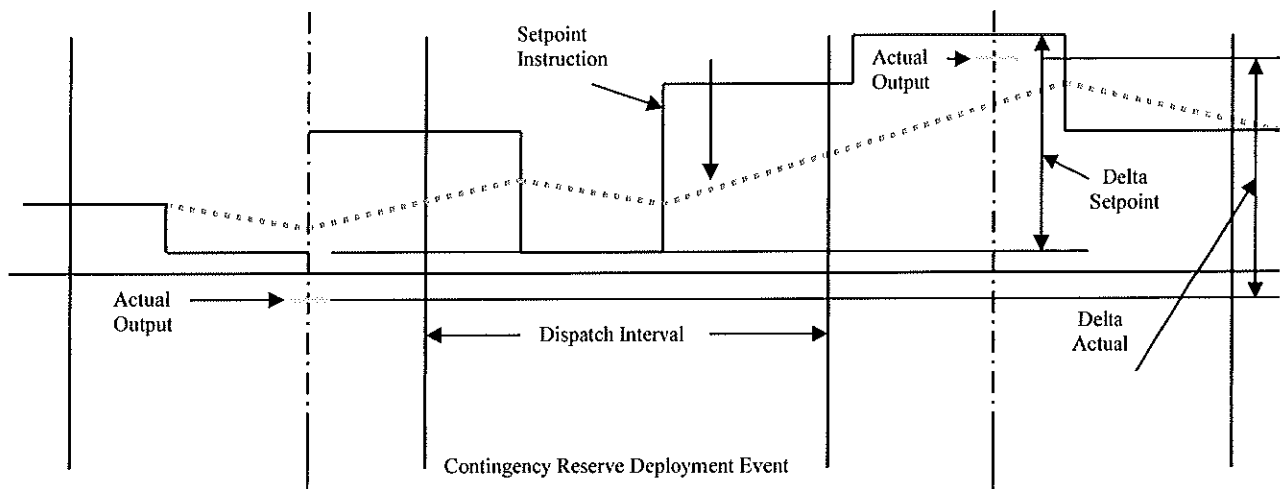 Setpoint
Instruction
Actual
Output
Delta
Setpoint
Actual
Output
Dispatch Interval
Delta
Actual
Contingency Reserve Deployment Event